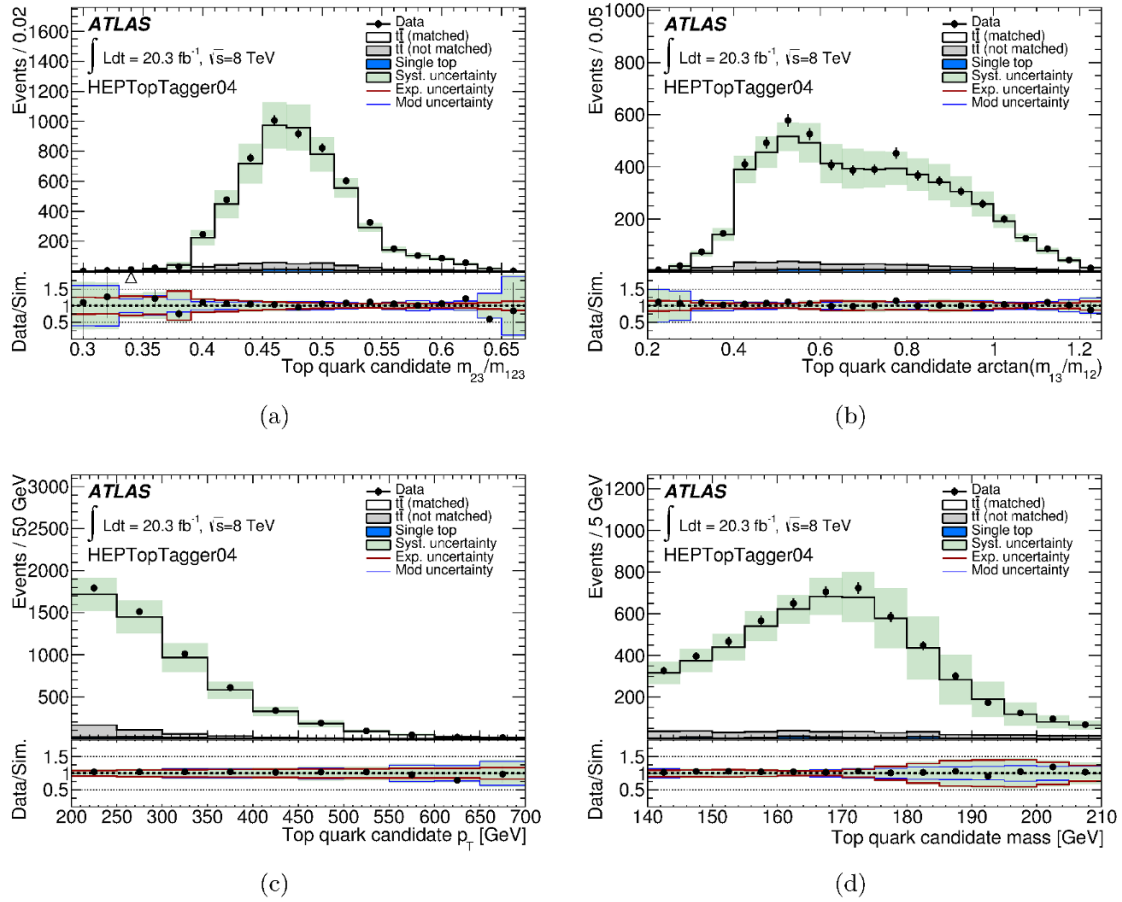 ATLAS
∫ Ldt = 20.3 fb⁻¹, √s=8 TeV
HEPTopTagger04
Data
tt̄ (matched)
tt̄ (not matched)
Single top
Syst. uncertainty
Exp. uncertainty
Mod uncertainty
Events / 0.02
1600
1400
1200
1000
800
600
400
200
Data/Sim.
1.5
1
0.5
0.3 0.35 0.4 0.45 0.5 0.55 0.6 0.65
Top quark candidate m₂₃/m₁₂₃
(a)
ATLAS
∫ Ldt = 20.3 fb⁻¹, √s=8 TeV
HEPTopTagger04
Data
tt̄ (matched)
tt̄ (not matched)
Single top
Syst. uncertainty
Exp. uncertainty
Mod uncertainty
Events / 0.05
1000
800
600
400
200
Data/Sim.
1.5
1
0.5
0.2 0.4 0.6 0.8 1 1.2
Top quark candidate arctan(m₁₃/m₁₂)
(b)
ATLAS
∫ Ldt = 20.3 fb⁻¹, √s=8 TeV
HEPTopTagger04
Data
tt̄ (matched)
tt̄ (not matched)
Single top
Syst. uncertainty
Exp. uncertainty
Mod uncertainty
Events / 50 GeV
3000
2500
2000
1500
1000
500
Data/Sim.
1.5
1
0.5
200 250 300 350 400 450 500 550 600 650 700
Top quark candidate p_T [GeV]
(c)
ATLAS
∫ Ldt = 20.3 fb⁻¹, √s=8 TeV
HEPTopTagger04
Data
tt̄ (matched)
tt̄ (not matched)
Single top
Syst. uncertainty
Exp. uncertainty
Mod uncertainty
Events / 5 GeV
1200
1000
800
600
400
200
Data/Sim.
1.5
1
0.5
140 150 160 170 180 190 200 210
Top quark candidate mass [GeV]
(d)